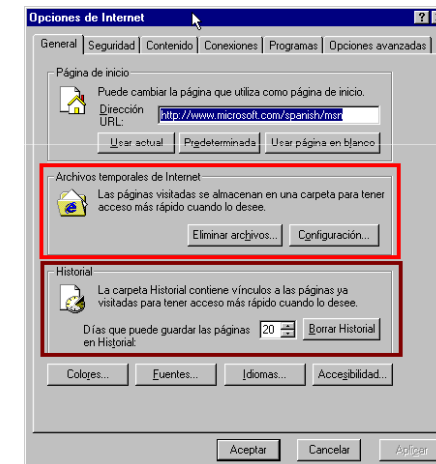 Opciones de Internet
General Seguridad Contenido Conexiones Programas Opciones avanzadas
Página de inicio
Puede cambiar la página que utiliza como página de inicio.
Dirección URL: http://www.microsoft.com/spanish/msn
Usar actual Predeterminada Usar página en blanco
Archivos temporales de Internet
Las páginas visitadas se almacenan en una carpeta para tener
acceso más rápido cuando lo desee.
Eliminar archivos... Configuración...
Historial
La carpeta Historial contiene vínculos a las páginas ya
visitadas para tener acceso más rápido cuando lo desee.
Días que puede guardar las páginas en Historial: 20 Borrar Historial
Colores... Fuentes... Idiomas... Accesibilidad...
Aceptar Cancelar Aplicar